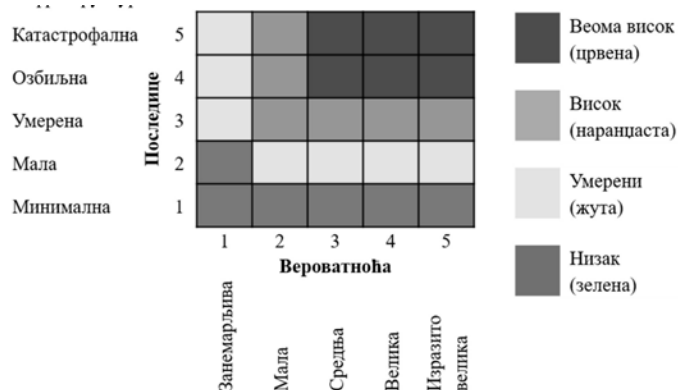 Катастрофална 5
Озбиљна 4
Умерена 3
Мала 2
Минимална 1
Последице
1 2 3 4 5
Вероватноћа
Занемарљива
Мала
Средња
Велика
Изразито
велика
Веома висок
(црвена)
Висок
(наранџаста)
Умерени
(жута)
Низак
(зелена)